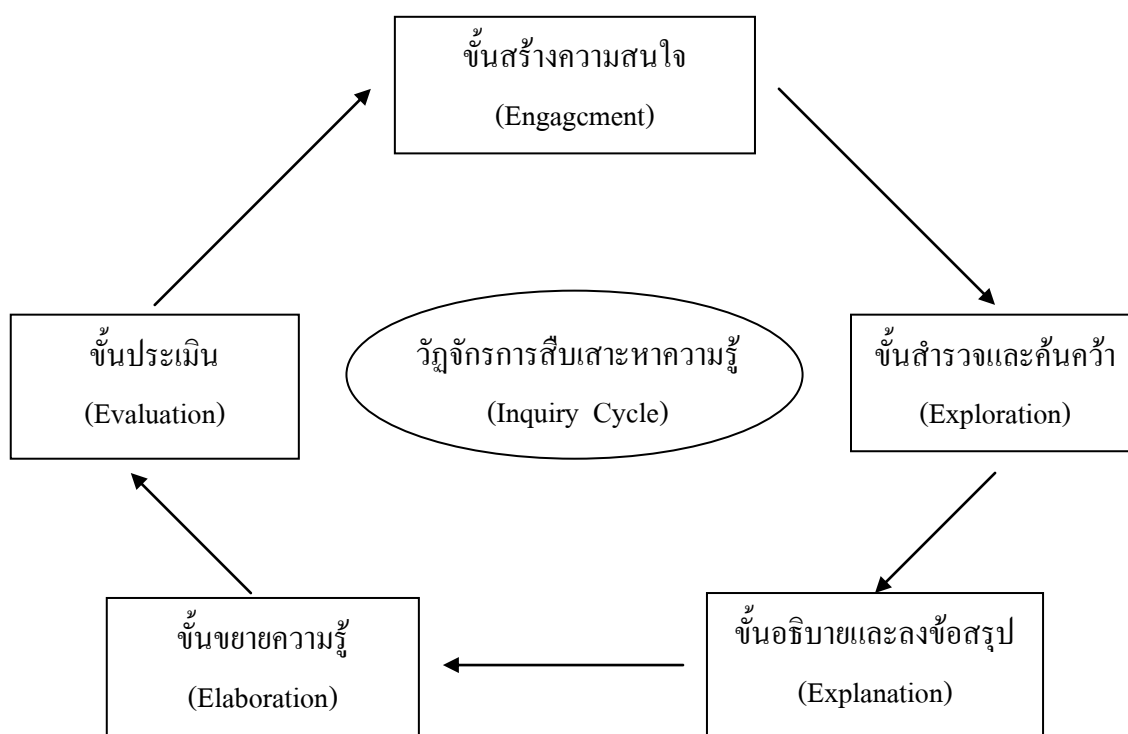 ขั้นสร้างความสนใจ
(Engagcment)
ขั้นประเมิน
(Evaluation)
วัฏจักรการสืบเสาะหาความรู้
(Inquiry Cycle)
ขั้นสำรวจและค้นคว้า
(Exploration)
ขั้นขยายความรู้
(Elaboration)
ขั้นอธิบายและลงข้อสรุป
(Explanation)